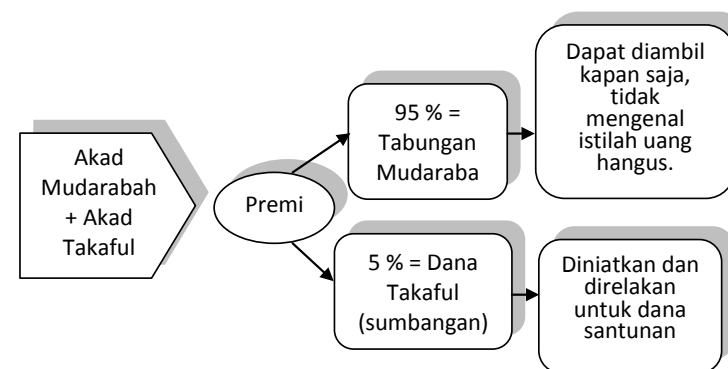 Akad
Mudarabah
+ Akad
Takaful
Premi
95 % =
Tabungan
Mudaraba
Dapat diambil
kapan saja,
tidak
mengenal
istilah uang
hangus.
5 % = Dana
Takaful
(sumbangan)
Diniatkan dan
direlakan
untuk dana
santunan